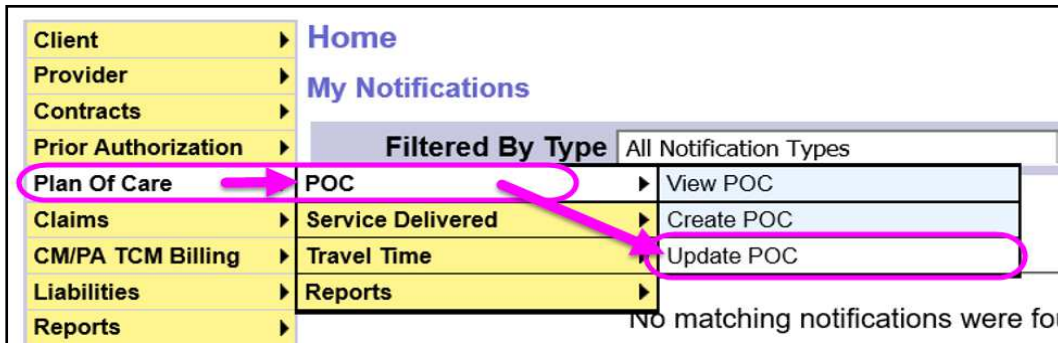 Client
Provider
Contracts
Prior Authorization
Plan Of Care
Claims
CM/PA TCM Billing
Liabilities
Reports
Home
My Notifications
Filtered By Type All Notification Types
POC
Service Delivered
Travel Time
Reports
View POC
Create POC
Update POC
No matching notifications were